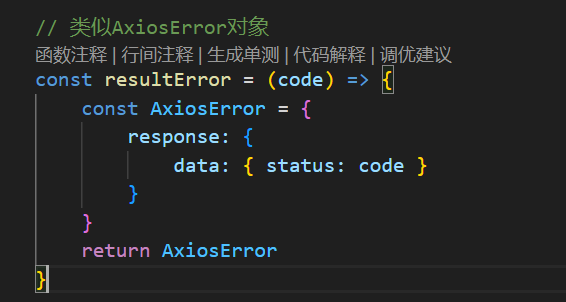 // 类似AxiosError对象
函数注释 | 行间注释 | 生成单测 | 代码解释 | 调优建议
const resultError = (code) => {
    const AxiosError = {
        response: {
            data: { status: code }
        }
    }
    return AxiosError
}